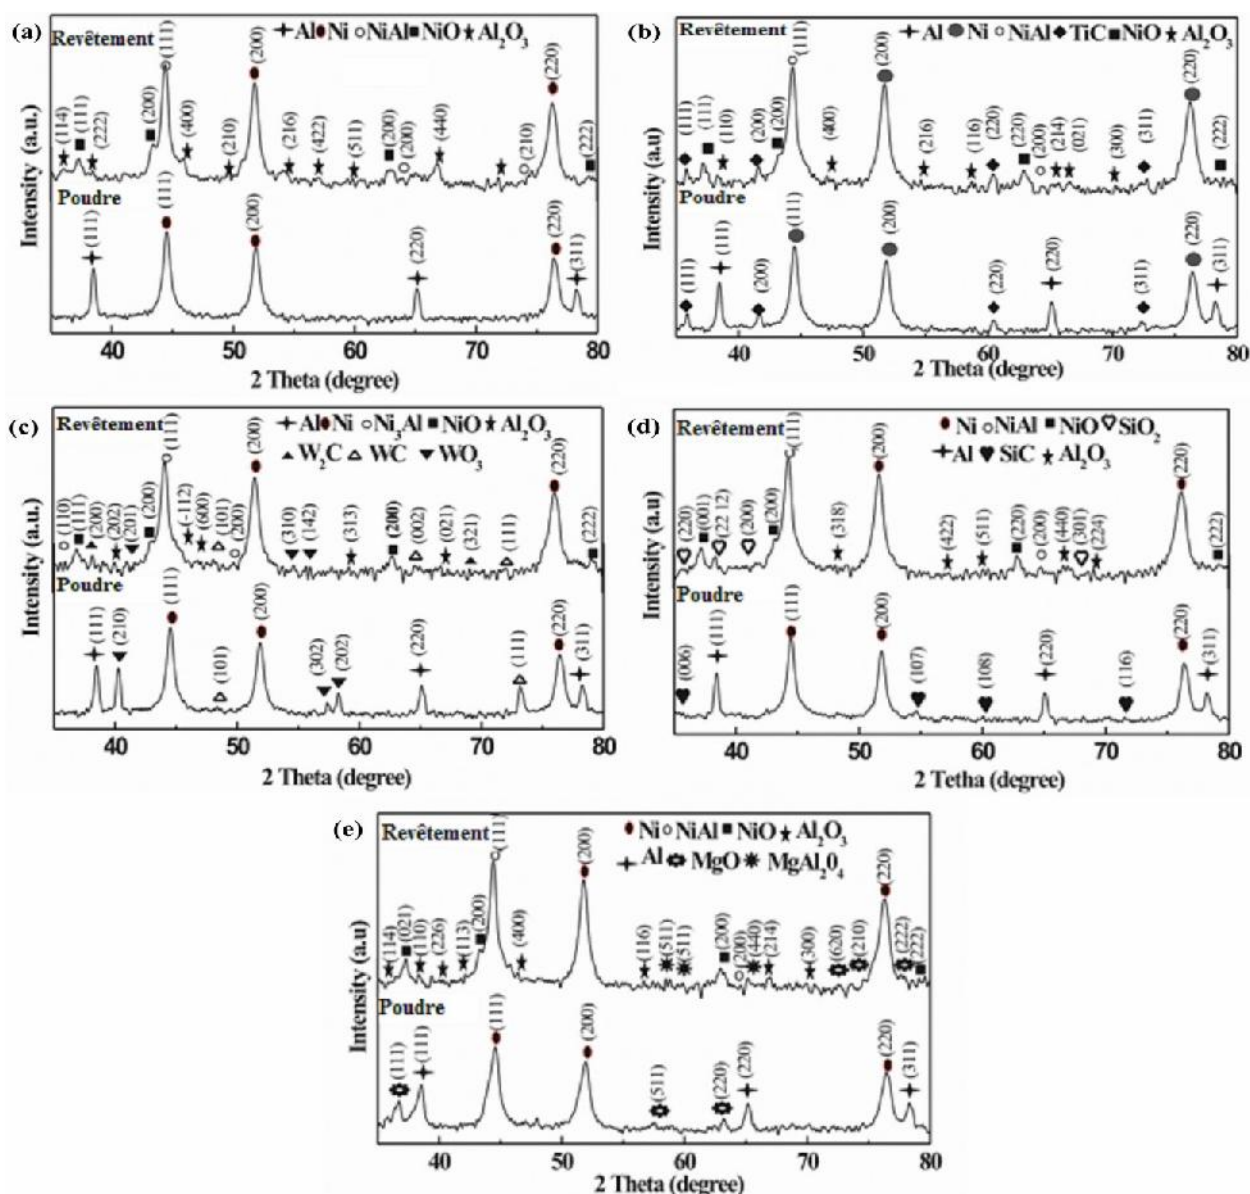 (a)
Revêtement
Al Ni NiAl NiO Al₂O₃
(114) (111) (222) (200) (111) (400) (210) (200) (216) (422) (511) (200) (200) (440) (210) (220) (222)
Intensity (a.u.)
Poudre
(111) (111) (200) (220) (220) (311)
40 50 60 70 80
2 Theta (degree)
(b)
Revêtement
Al Ni NiAl TiC NiO Al₂O₃
(111) (111) (110) (200) (200) (111) (400) (200) (216) (116) (220) (220) (200) (214) (021) (300) (311) (220) (222)
Intensity (a.u)
Poudre
(111) (111) (200) (111) (200) (220) (220) (311) (220) (311)
40 50 60 70 80
2 Theta (degree)
(c)
Revêtement
Al Ni Ni₃Al NiO Al₂O₃
W₂C WC WO₃
(110) (111) (200) (202) (201) (200) (111) (-112) (600) (101) (200) (200) (310) (142) (313) (200) (002) (021) (321) (111) (220) (222)
Intensity (a.u.)
Poudre
(111) (210) (111) (101) (200) (302) (202) (220) (111) (220) (311)
40 50 60 70 80
2 Theta (degree)
(d)
Revêtement
Ni NiAl NiO SiO₂
Al SiC Al₂O₃
(220) (001) (22 12) (200) (200) (111) (318) (200) (422) (511) (220) (200) (440) (301) (224) (220) (222)
Intensity (a.u.)
Poudre
(006) (111) (111) (200) (107) (108) (220) (116) (220) (311)
40 50 60 70 80
2 Tetha (degree)
(e)
Revêtement
Ni NiAl NiO Al₂O₃
Al MgO MgAl₂0₄
(114) (021) (110) (226) (113) (200) (111) (400) (200) (116) (511) (511) (200) (200) (440) (214) (300) (620) (210) (220) (222) (222)
Intensity (a.u)
Poudre
(111) (111) (111) (200) (511) (220) (220) (220) (311)
40 50 60 70 80
2 Theta (degree)